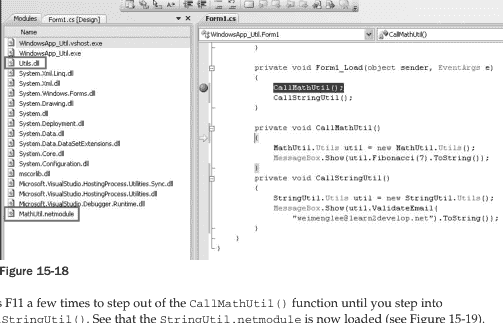 Modules
Form1.cs [Design]
Form1.cs
Name
WindowsApp_Util.vshost.exe
WindowsApp_Util.exe
Utils.dll
System.Xml.Linq.dll
System.Xml.dll
System.Windows.Forms.dll
System.Drawing.dll
System.dll
System.Deployment.dll
System.Data.dll
System.Data.DataSetExtensions.dll
System.Core.dll
System.Configuration.dll
mscorlib.dll
Microsoft.VisualStudio.HostingProcess.Utilities.Sync.dll
Microsoft.VisualStudio.HostingProcess.Utilities.dll
Microsoft.VisualStudio.Debugger.Runtime.dll
MathUtil.netmodule
WindowsApp_Util.Form1
CallMathUtil()
}
private void Form1_Load(object sender, EventArgs e)
{
CallMathUtil();
CallStringUtil();
}
private void CallMathUtil()
{
MathUtil.Utils util = new MathUtil.Utils();
MessageBox.Show(util.Fibonacci(7).ToString());
}
private void CallStringUtil()
{
StringUtil.Utils util = new StringUtil.Utils();
MessageBox.Show(util.ValidateEmail(
"weimenglee@learn2develop.net").ToString());
}
}
}
Figure 15-18
s F11 a few times to step out of the CallMathUtil() function until you step into
lStringUtil(). See that the StringUtil.netmodule is now loaded (see Figure 15-19).